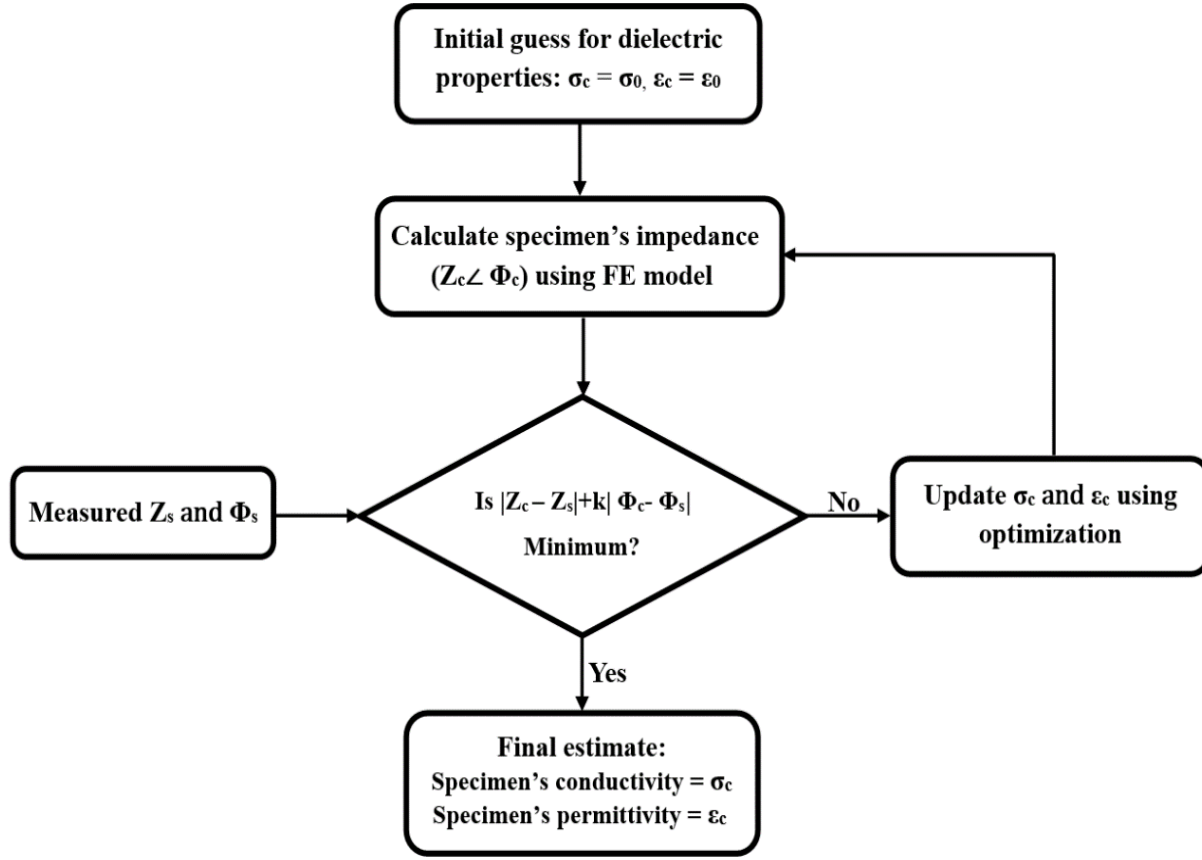 Initial guess for dielectric
properties: σc = σ0, εc = ε0
Calculate specimen’s impedance
(Zc∠ Φc) using FE model
Measured Zs and Φs
Is |Zc – Zs|+k| Φc- Φs|
Minimum?
No
Update σc and εc using
optimization
Yes
Final estimate:
Specimen’s conductivity = σc
Specimen’s permittivity = εc